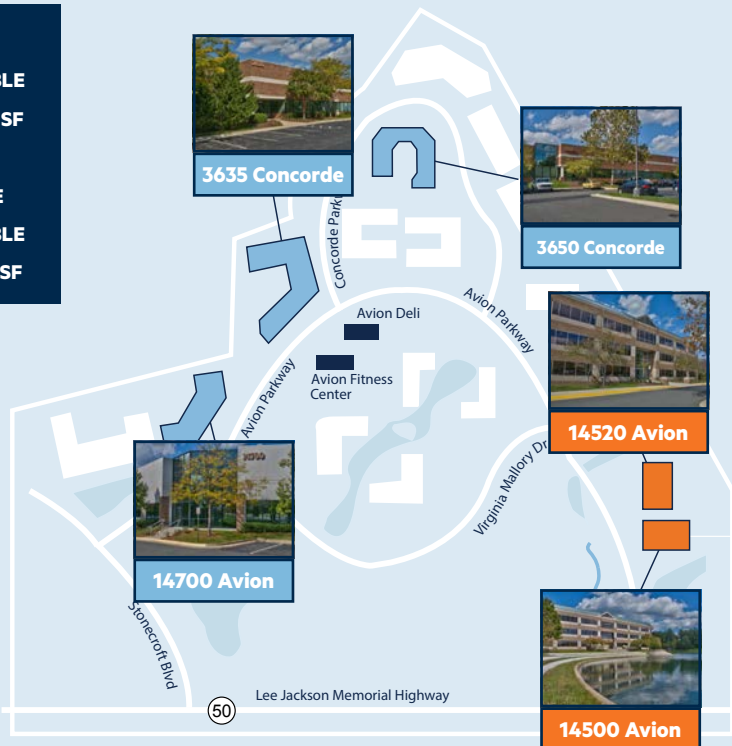 BLE
SF
E
BLE
SF
3635 Concorde
3650 Concorde
Concorde
Avion Parkway
Avion Deli
Avion Fitness
Center
Avion Parkway
14520 Avion
Virginia Mallory Dr
14700 Avion
Stonecroft Blvd
Lee Jackson Memorial Highway
50
14500 Avion